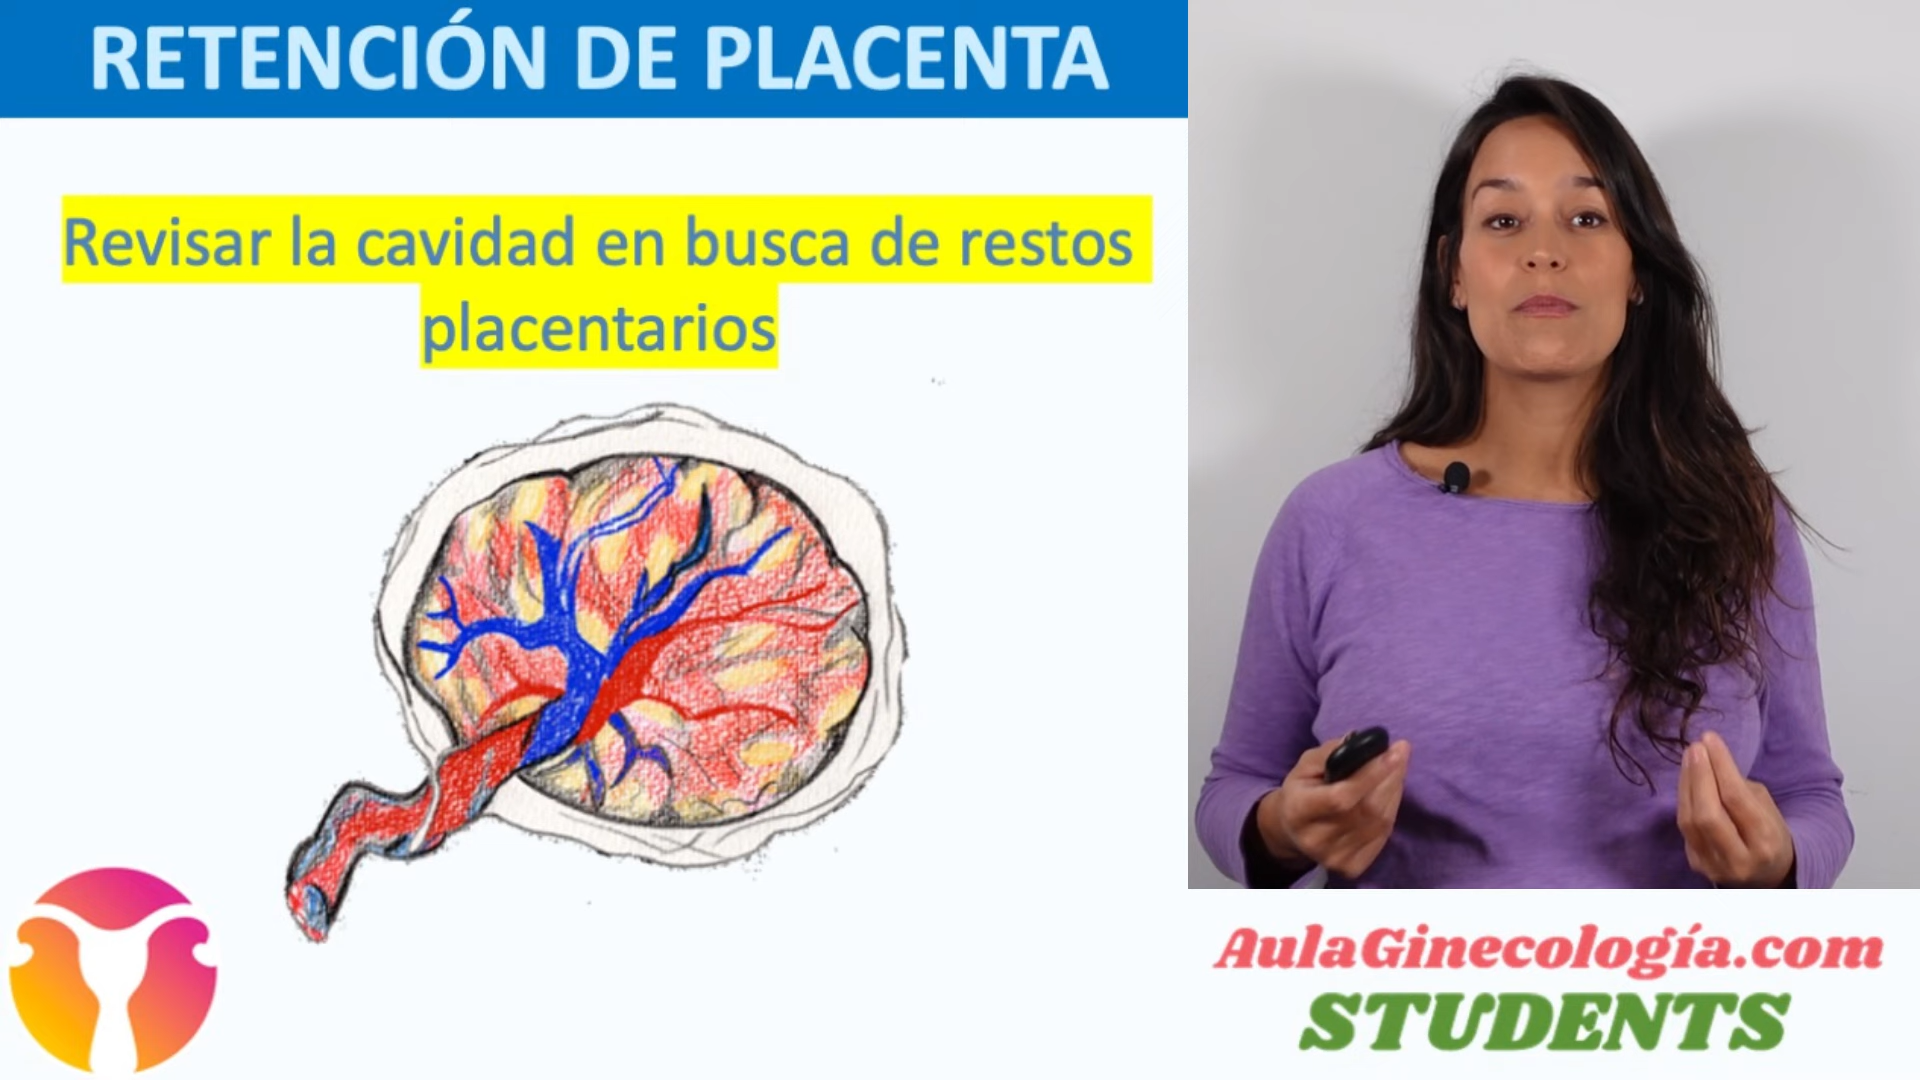 RETENCIÓN DE PLACENTA
Revisar la cavidad en busca de restos
placentarios
AulaGinecología.com
STUDENTS